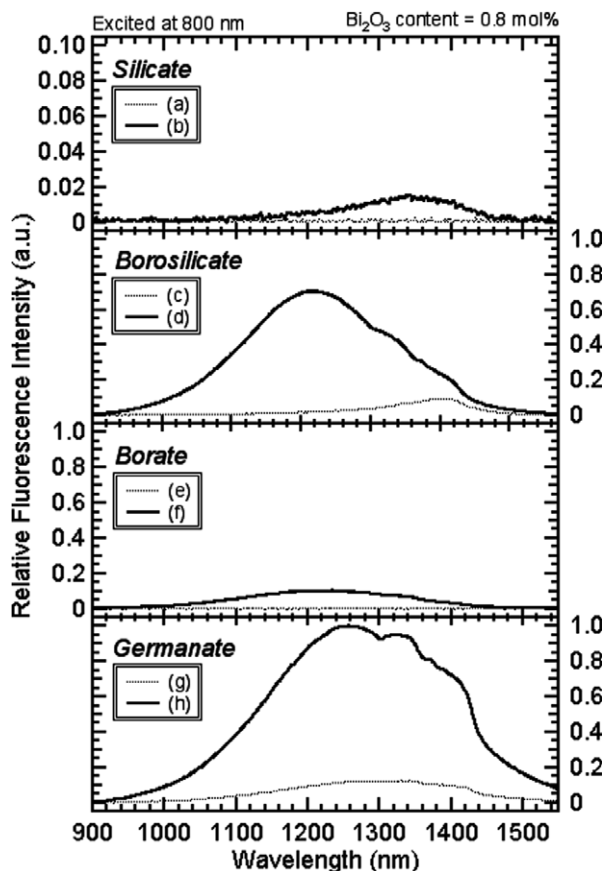 Excited at 800 nm
Bi₂O₃ content = 0.8 mol%
Relative Fluorescence Intensity (a.u.)
0.10
0.08
0.06
0.04
0.02
0
Silicate
(a)
(b)
Borosilicate
(c)
(d)
1.0
0.8
0.6
0.4
0.2
0
1.0
0.8
0.6
0.4
0.2
0
Borate
(e)
(f)
Germanate
(g)
(h)
1.0
0.8
0.6
0.4
0.2
0
900 1000 1100 1200 1300 1400 1500
Wavelength (nm)